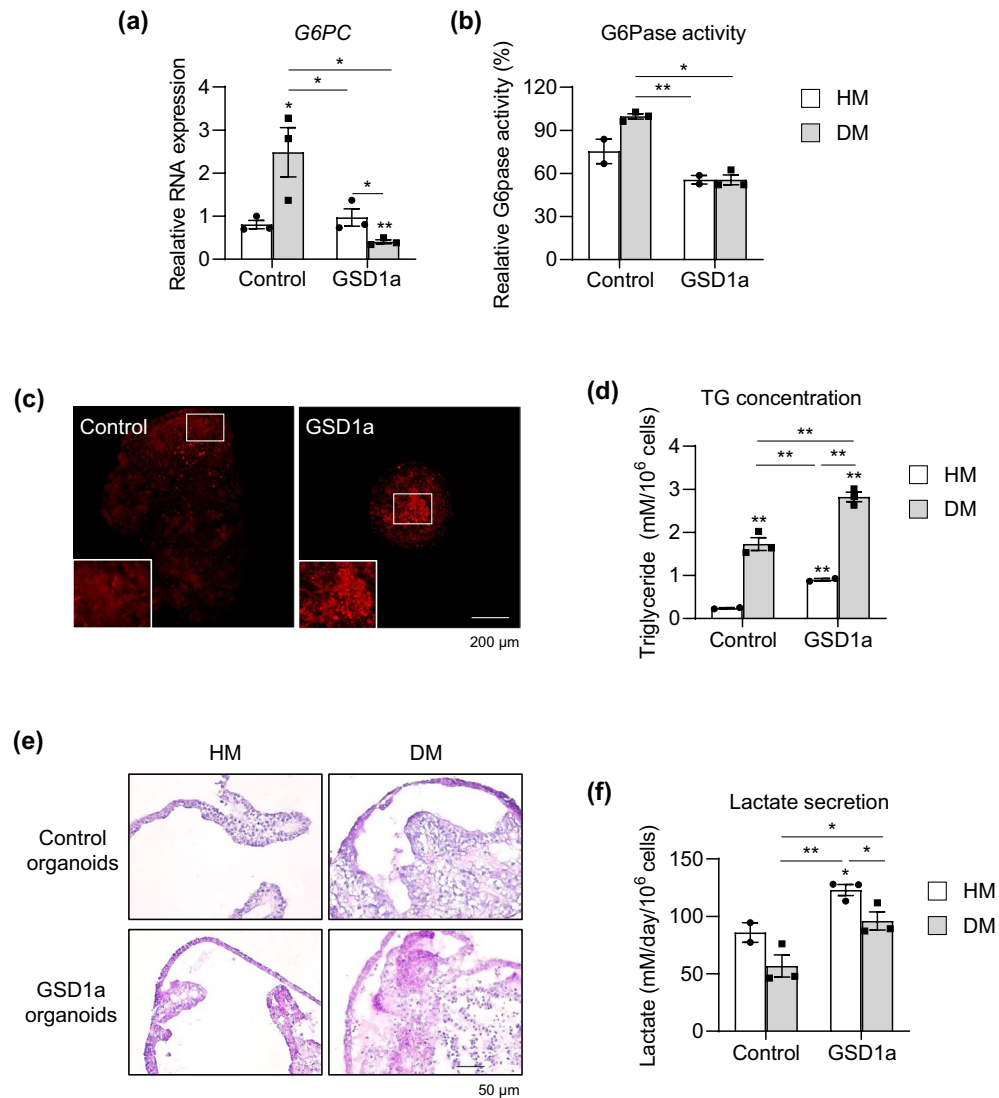 (a)
G6PC
Realative RNA expression
4
3
2
1
0
*
*
*
*
**
Control
GSD1a
(b)
G6Pase activity
Realative G6pase activity (%)
120
90
60
30
0
*
**
Control
GSD1a
HM
DM
(c)
Control
GSD1a
200 µm
(d)
TG concentration
Triglyceride (mM/10⁶ cells)
4
3
2
1
0
**
** **
**
**
**
Control
GSD1a
HM
DM
(e)
HM
DM
Control
organoids
GSD1a
organoids
50 µm
(f)
Lactate secretion
Lactate (mM/day/10⁶ cells)
150
100
50
0
*
** *
*
Control
GSD1a
HM
DM